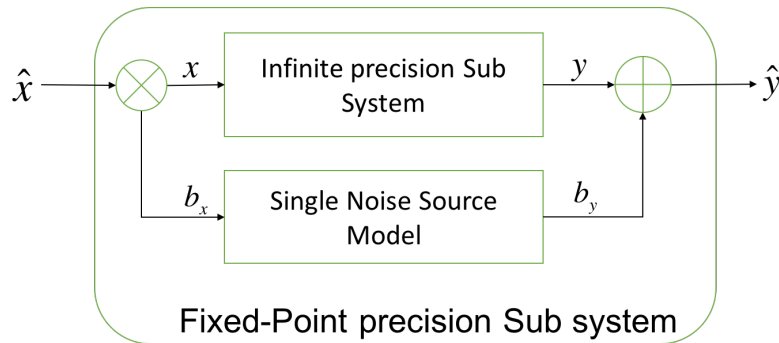 x̂
x
Infinite precision Sub
System
y
ŷ
b_x
Single Noise Source
Model
b_y
Fixed-Point precision Sub system